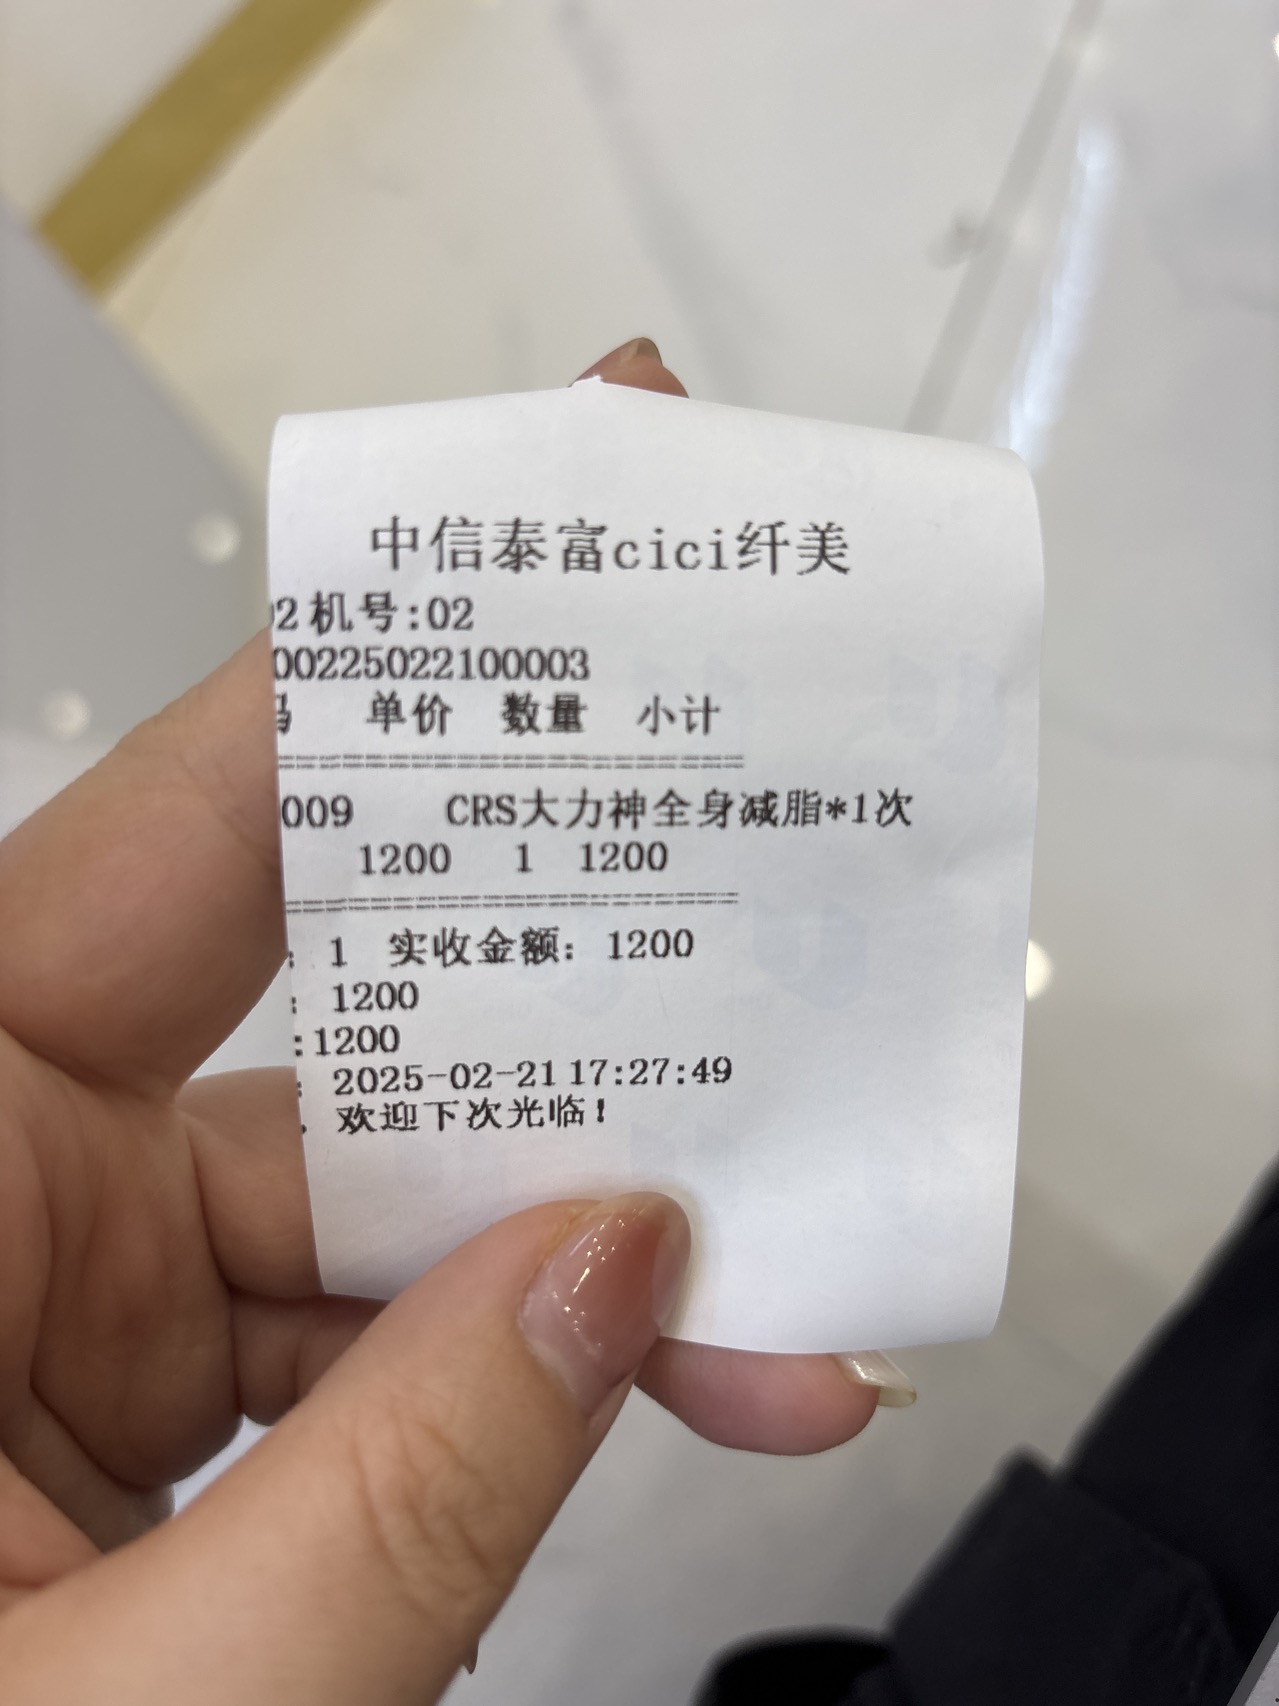 中信泰富cici纤美
2 机号:02
00225022100003
单价 数量 小计
009 CRS大力神全身减脂*1次
1200 1 1200
: 1 实收金额: 1200
: 1200
:1200
: 2025-02-21 17:27:49
欢迎下次光临!